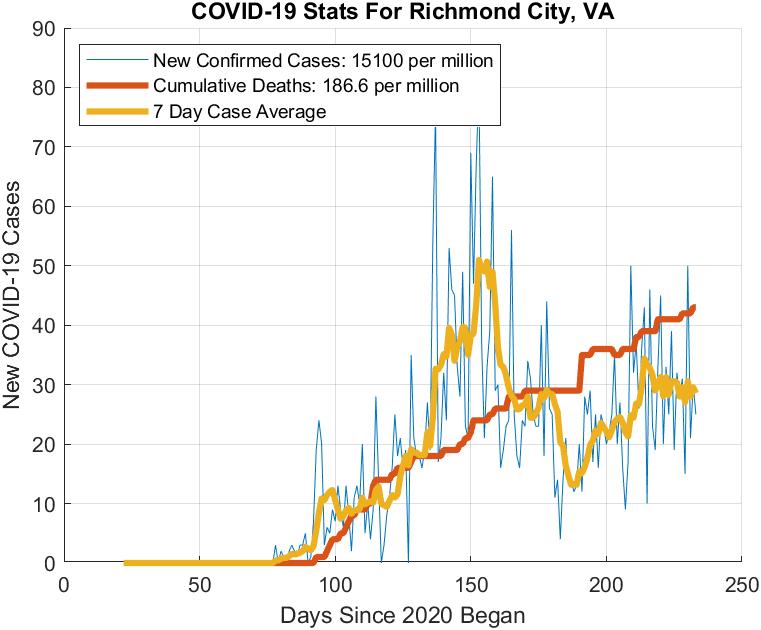 COVID-19 Stats For Richmond City, VA
New Confirmed Cases: 15100 per million
Cumulative Deaths: 186.6 per million
7 Day Case Average
New COVID-19 Cases
90
80
70
60
50
40
30
20
10
0
0 50 100 150 200 250
Days Since 2020 Began